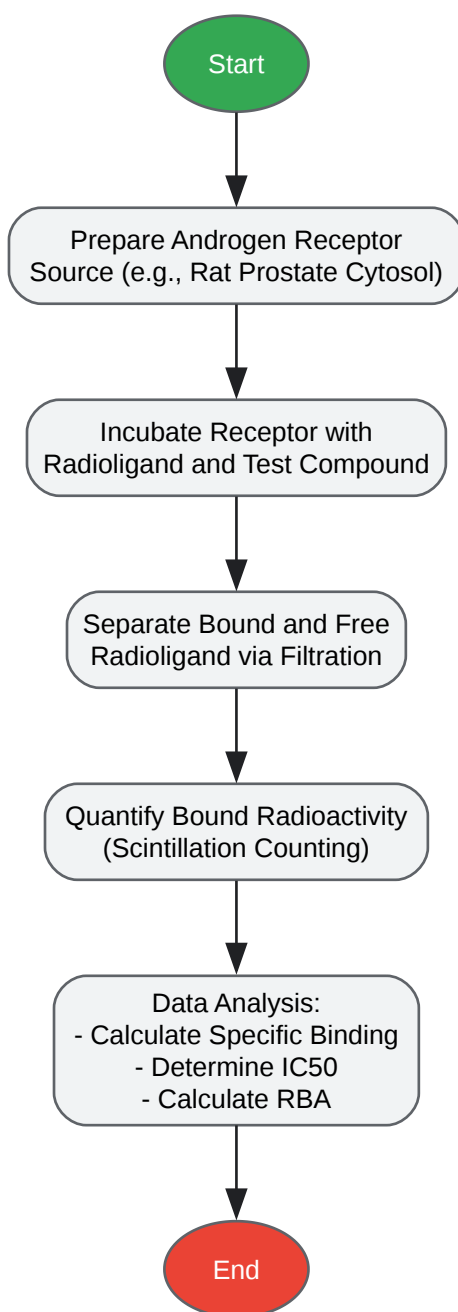 Start
Prepare Androgen Receptor
Source (e.g., Rat Prostate Cytosol)
Incubate Receptor with
Radioligand and Test Compound
Separate Bound and Free
Radioligand via Filtration
Quantify Bound Radioactivity
(Scintillation Counting)
Data Analysis:
- Calculate Specific Binding
- Determine IC50
- Calculate RBA
End